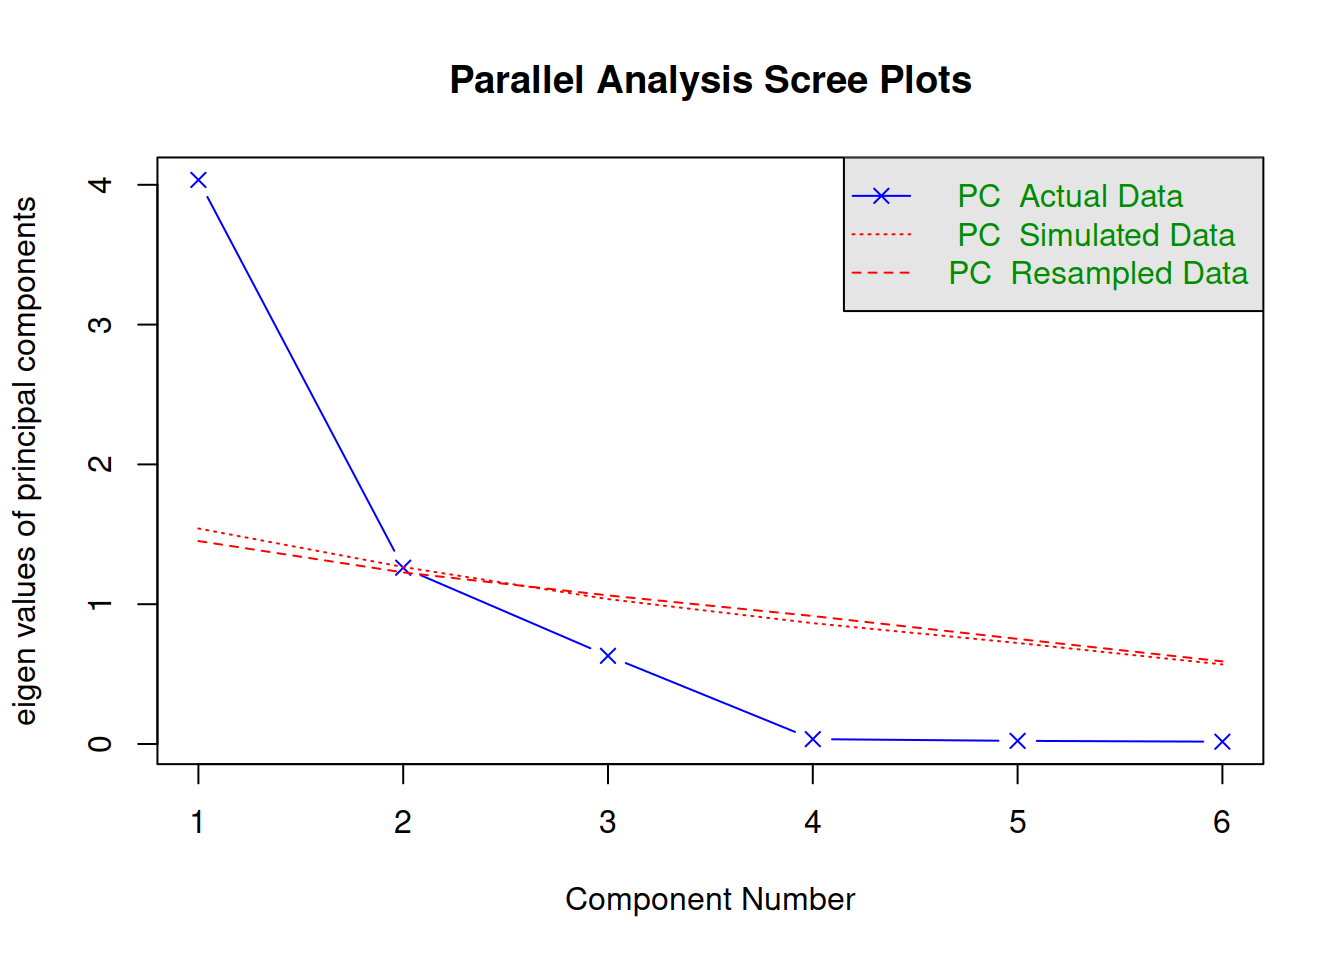 Parallel Analysis Scree Plots
eigen values of principal components
4
3
2
1
0
PC Actual Data
PC Simulated Data
PC Resampled Data
1 2 3 4 5 6
Component Number